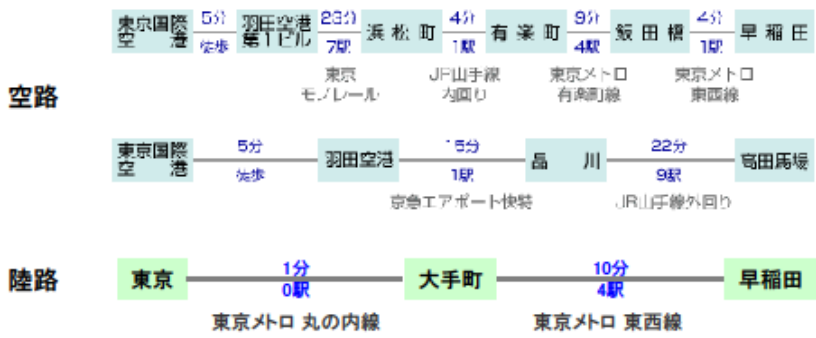 空路
東京国際
空 港
5分
徒歩
羽田空港
第1ビル
23分
7駅
東京
モノレール
浜 松 町
4分
1駅
JR山手線
内回り
有 楽 町
9分
4駅
東京メトロ
有楽町線
飯 田 橋
4分
1駅
東京メトロ
東西線
早 稲 田
東京国際
空 港
5分
徒歩
羽田空港
15分
1駅
京急エアポート快特
品 川
22分
9駅
JR山手線外回り
高田馬場
陸路
東京
1分
0駅
東京メトロ 丸の内線
大手町
10分
4駅
東京メトロ 東西線
早稲田